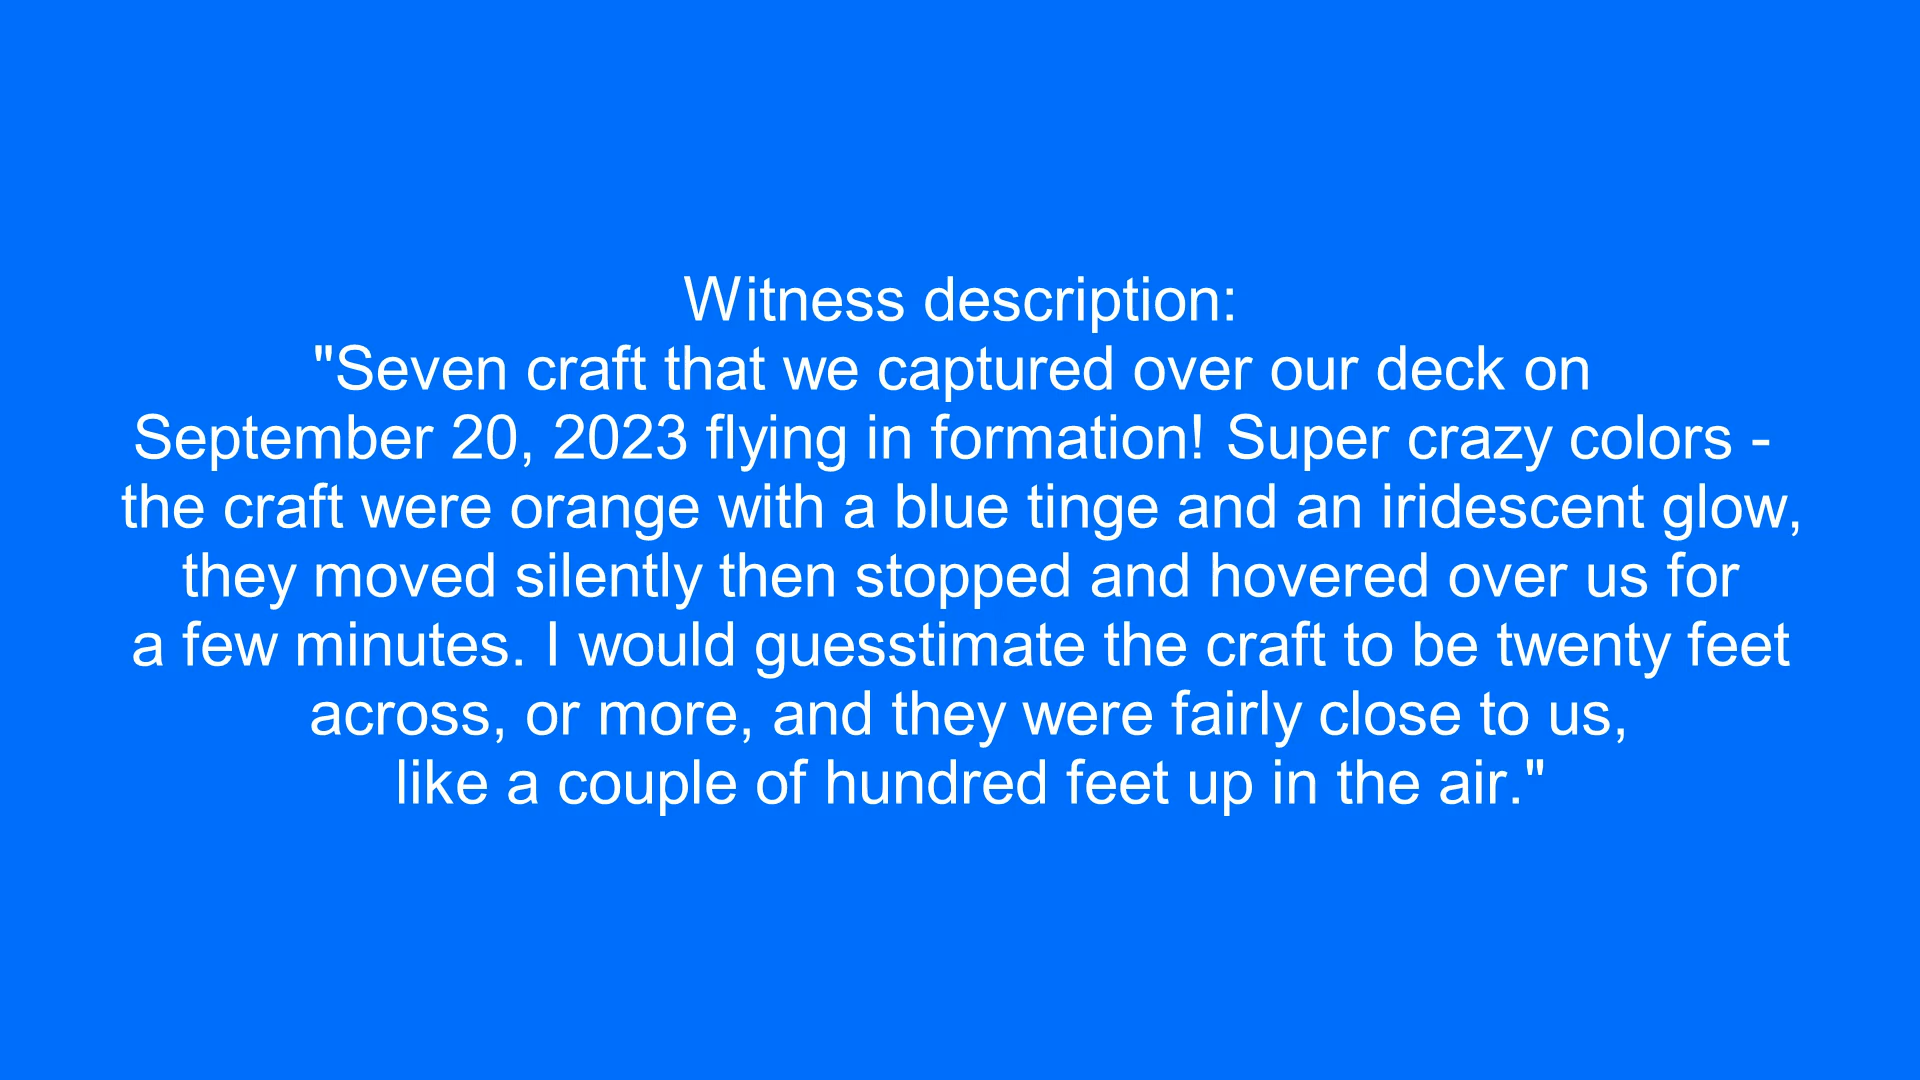 Witness description:
"Seven craft that we captured over our deck on
September 20, 2023 flying in formation! Super crazy colors -
the craft were orange with a blue tinge and an iridescent glow,
they moved silently then stopped and hovered over us for
a few minutes. I would guesstimate the craft to be twenty feet
across, or more, and they were fairly close to us,
like a couple of hundred feet up in the air."